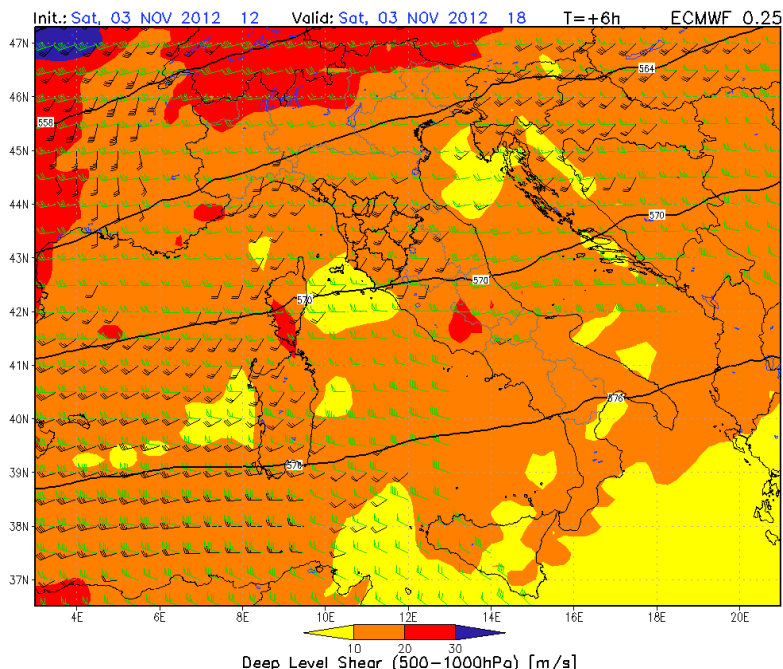 Init.: Sat, 03 NOV 2012 12 Valid: Sat, 03 NOV 2012 18 T=+6h ECMWF 0.25
47N
46N
45N
44N
43N
42N
41N
40N
39N
38N
37N
558
564
570
570
570
576
576
4E 6E 8E 10E 12E 14E 16E 18E 20E
10 20 30
Deep Level Shear (500-1000hPa) [m/s]